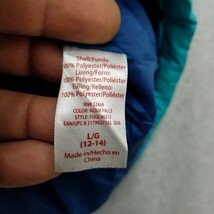 Shell/Funda:
100% Polyester/Poliéster
Lining/Forro:
100% Polyester/Poliéster
Filling/Relleno:
100% Polyester/Poliéster
COLOR: AQUA FALLS
L/G
(12-14)
Made in/Hecho en
China